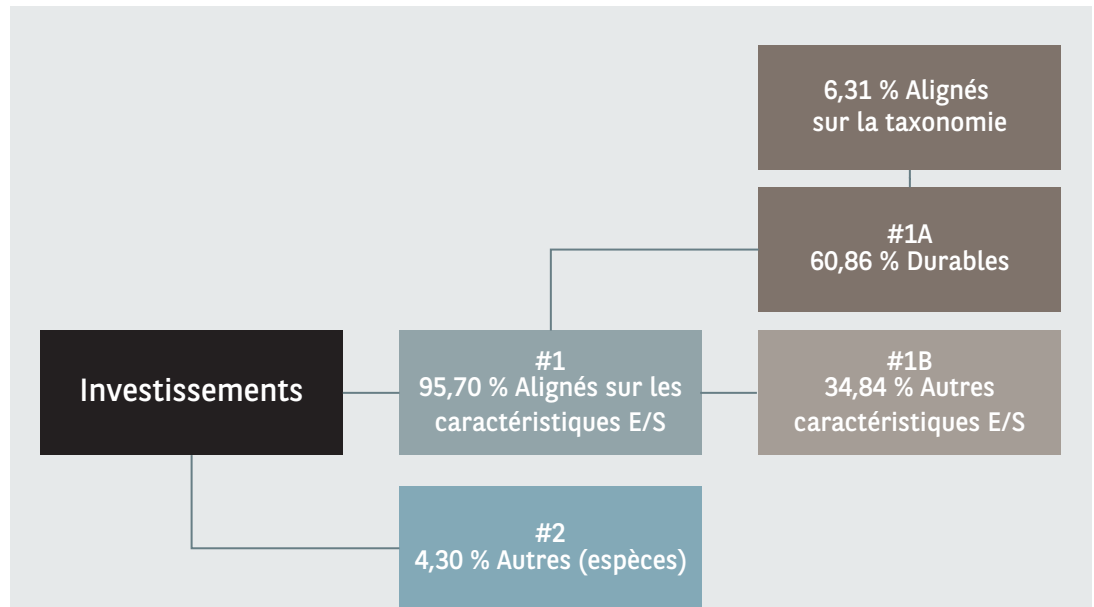 6,31 % Alignés
sur la taxonomie
#1A
60,86 % Durables
Investissements
#1
95,70 % Alignés sur les
caractéristiques E/S
#1B
34,84 % Autres
caractéristiques E/S
#2
4,30 % Autres (espèces)